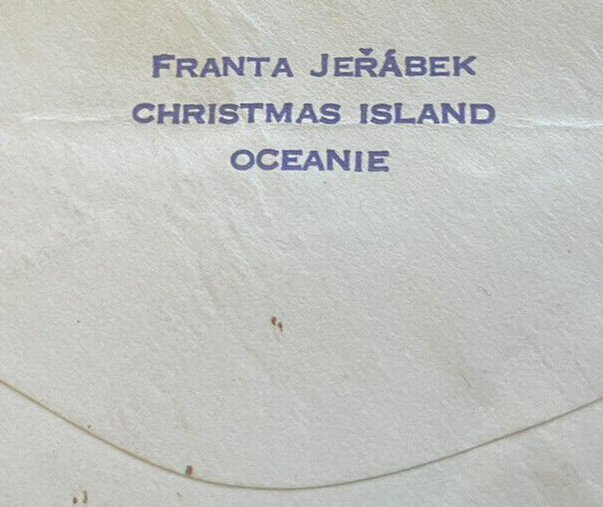 FRANTA JEŘÁBEK
CHRISTMAS ISLAND
OCEANIE